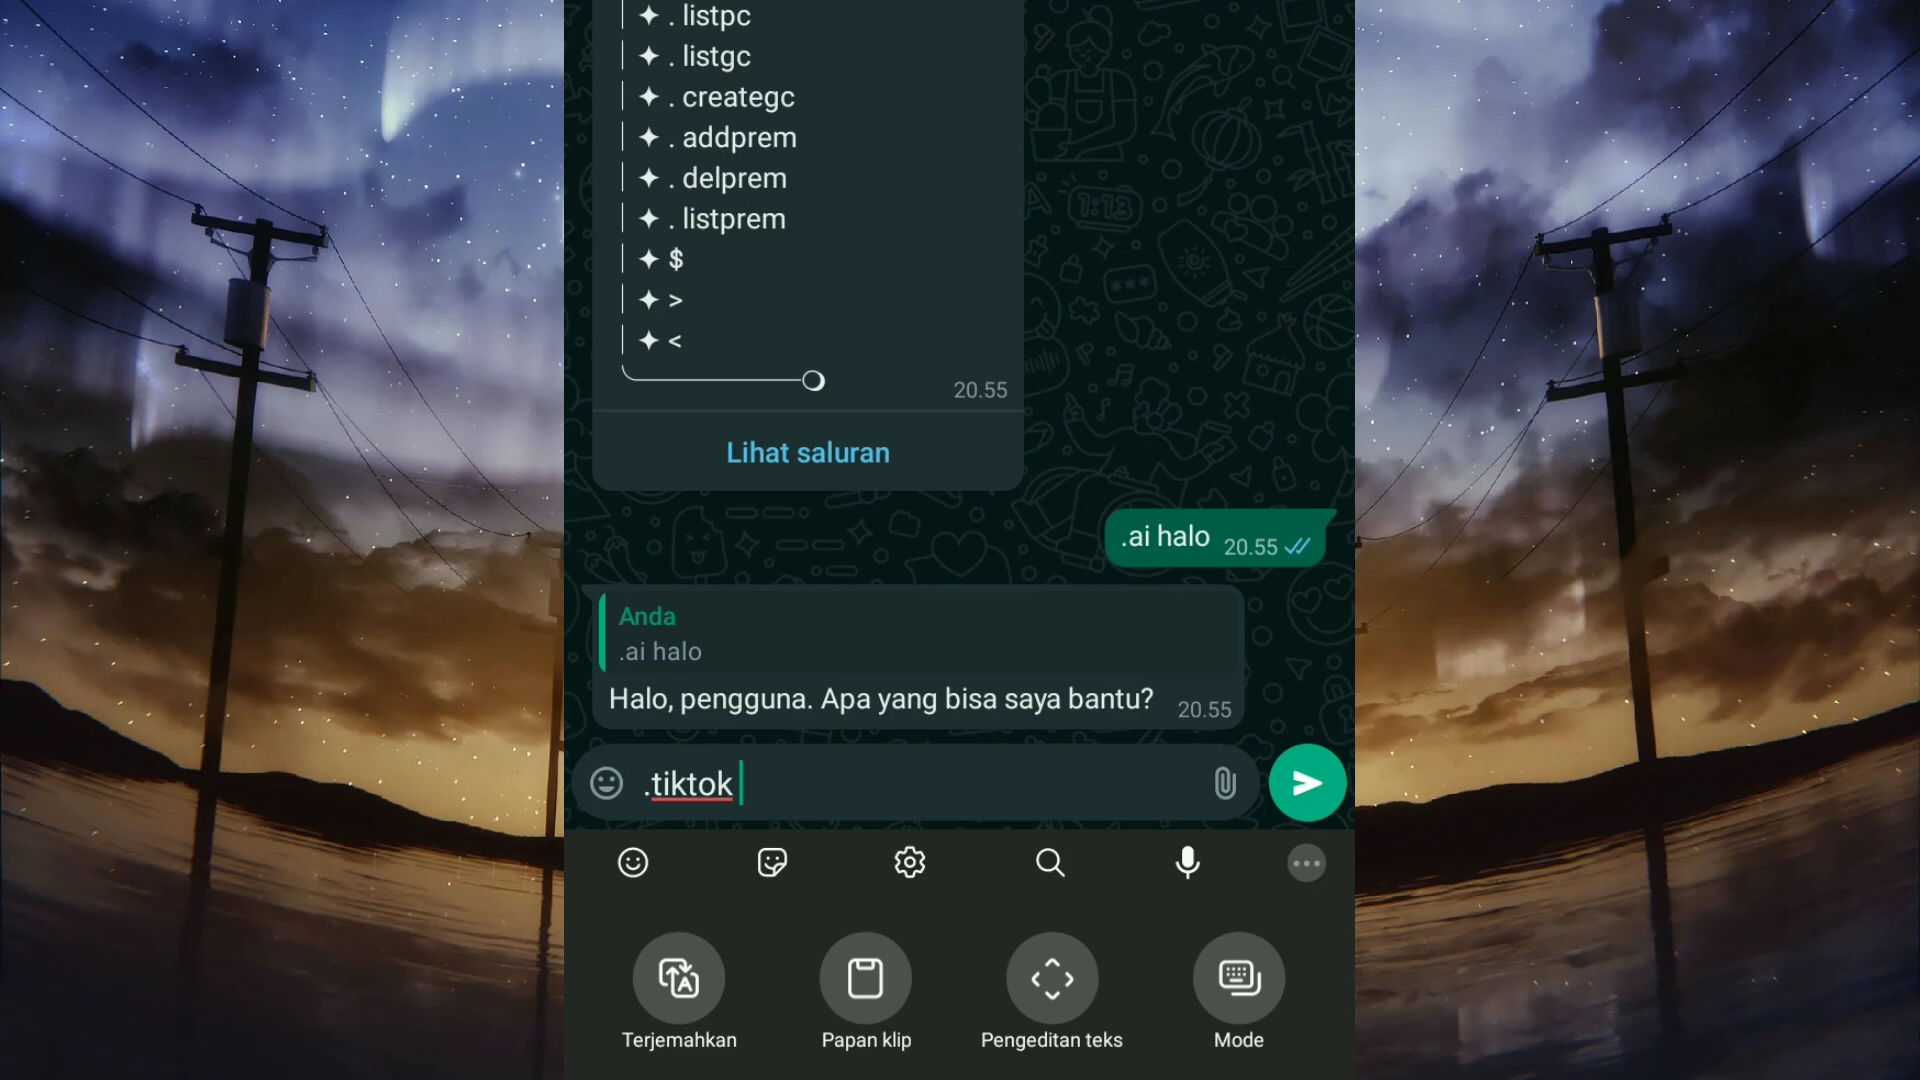 ✦ . listpc
✦ . listgc
✦ . creategc
✦ . addprem
✦ . delprem
✦ . listprem
✦ $
✦ >
✦ <
20.55
Lihat saluran
.ai halo 20.55
Anda
.ai halo
Halo, pengguna. Apa yang bisa saya bantu? 20.55
.tiktok
Terjemahkan
Papan klip
Pengeditan teks
Mode